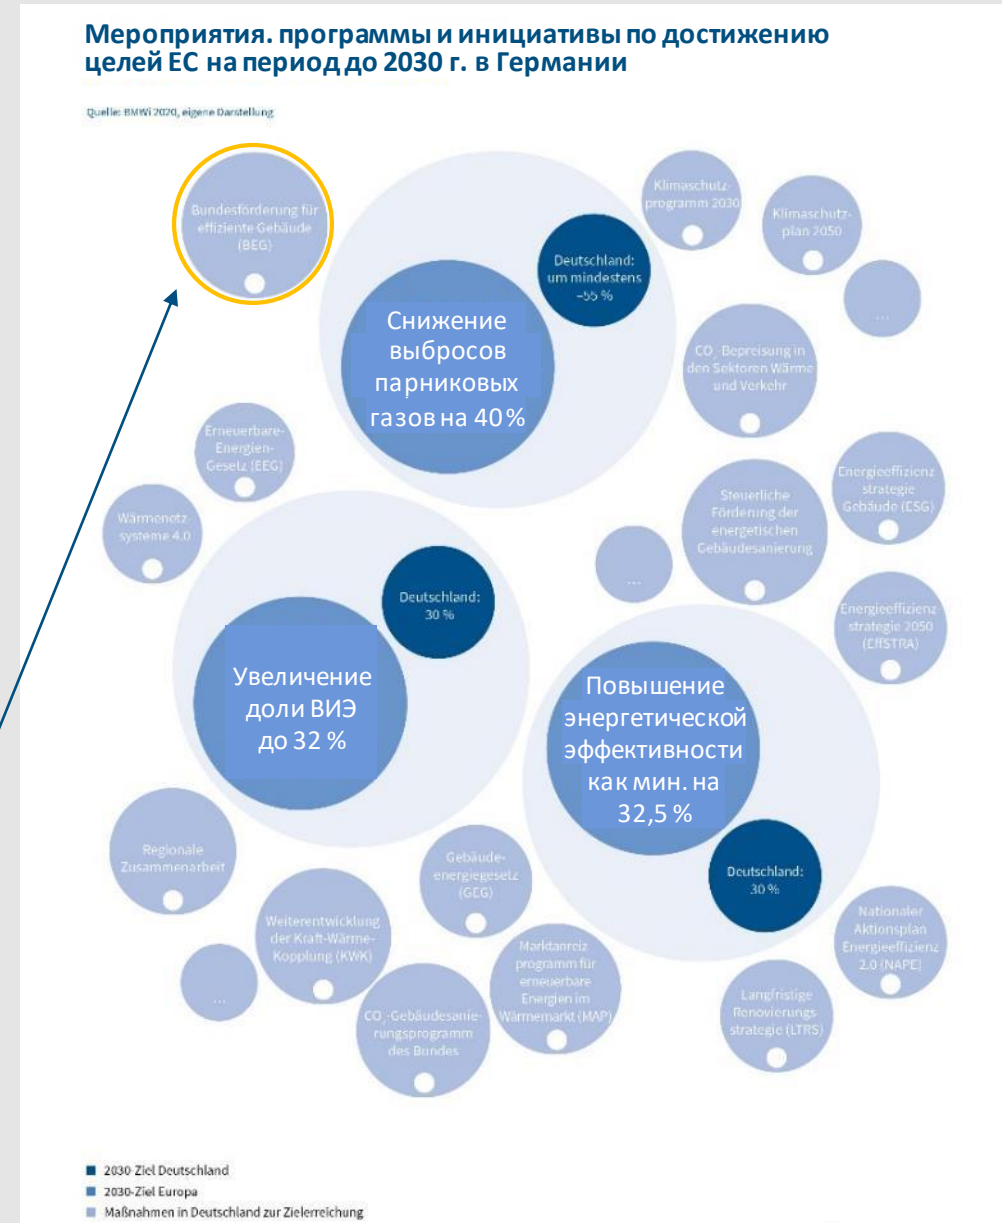 Мероприятия. программы и инициативы по достижению
целей ЕС на период до 2030 г. в Германии
Quelle: BMWi 2020, eigene Darstellung
Bundesförderung für
effiziente Gebäude
(BEG)
Klimaschutz-
programm 2030
Klimaschutz-
plan 2050
...
Deutschland:
um mindestens
–55 %
Снижение
выбросов
парниковых
газов на 40%
CO₂-Bepreisung in
den Sektoren Wärme
und Verkehr
Erneuerbare-
Energien-
Gesetz (EEG)
Wärmenetz-
systeme 4.0
Steuerliche
Förderung der
energetischen
Gebäudesanierung
Energieeffizienz
strategie
Gebäude (ESG)
...
Energieeffizienz
strategie 2050
(EffSTRA)
Deutschland:
30 %
Увеличение
доли ВИЭ
до 32 %
Повышение
энергетической
эффективности
как мин. на
32,5 %
Deutschland:
30 %
Regionale
Zusammenarbeit
Gebäude-
energiegesetz
(GEG)
Weiterentwicklung
der Kraft-Wärme-
Kopplung (KWK)
...
CO₂-Gebäudesanie-
rungsprogramm
des Bundes
Marktanreiz
programm für
erneuerbare
Energien im
Wärmemarkt (MAP)
Nationaler
Aktionsplan
Energieeffizienz
2.0 (NAPE)
Langfristige
Renovierungs
strategie (LTRS)
2030-Ziel Deutschland
2030-Ziel Europa
Maßnahmen in Deutschland zur Zielerreichung